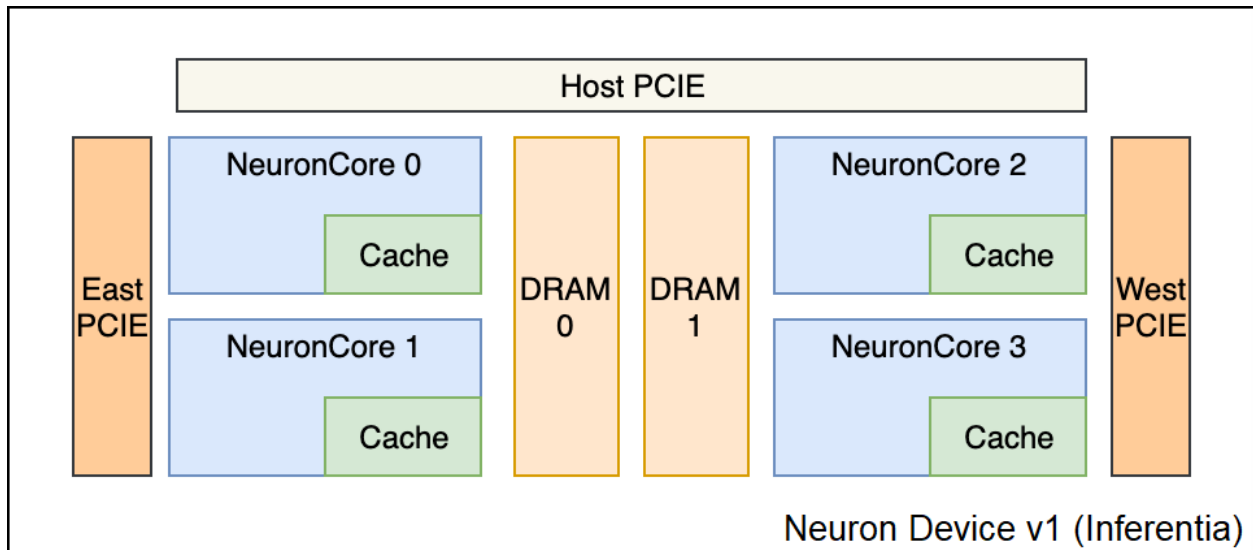 Host PCIE
East
PCIE
NeuronCore 0
Cache
NeuronCore 1
Cache
DRAM
0
DRAM
1
NeuronCore 2
Cache
NeuronCore 3
Cache
West
PCIE
Neuron Device v1 (Inferentia)